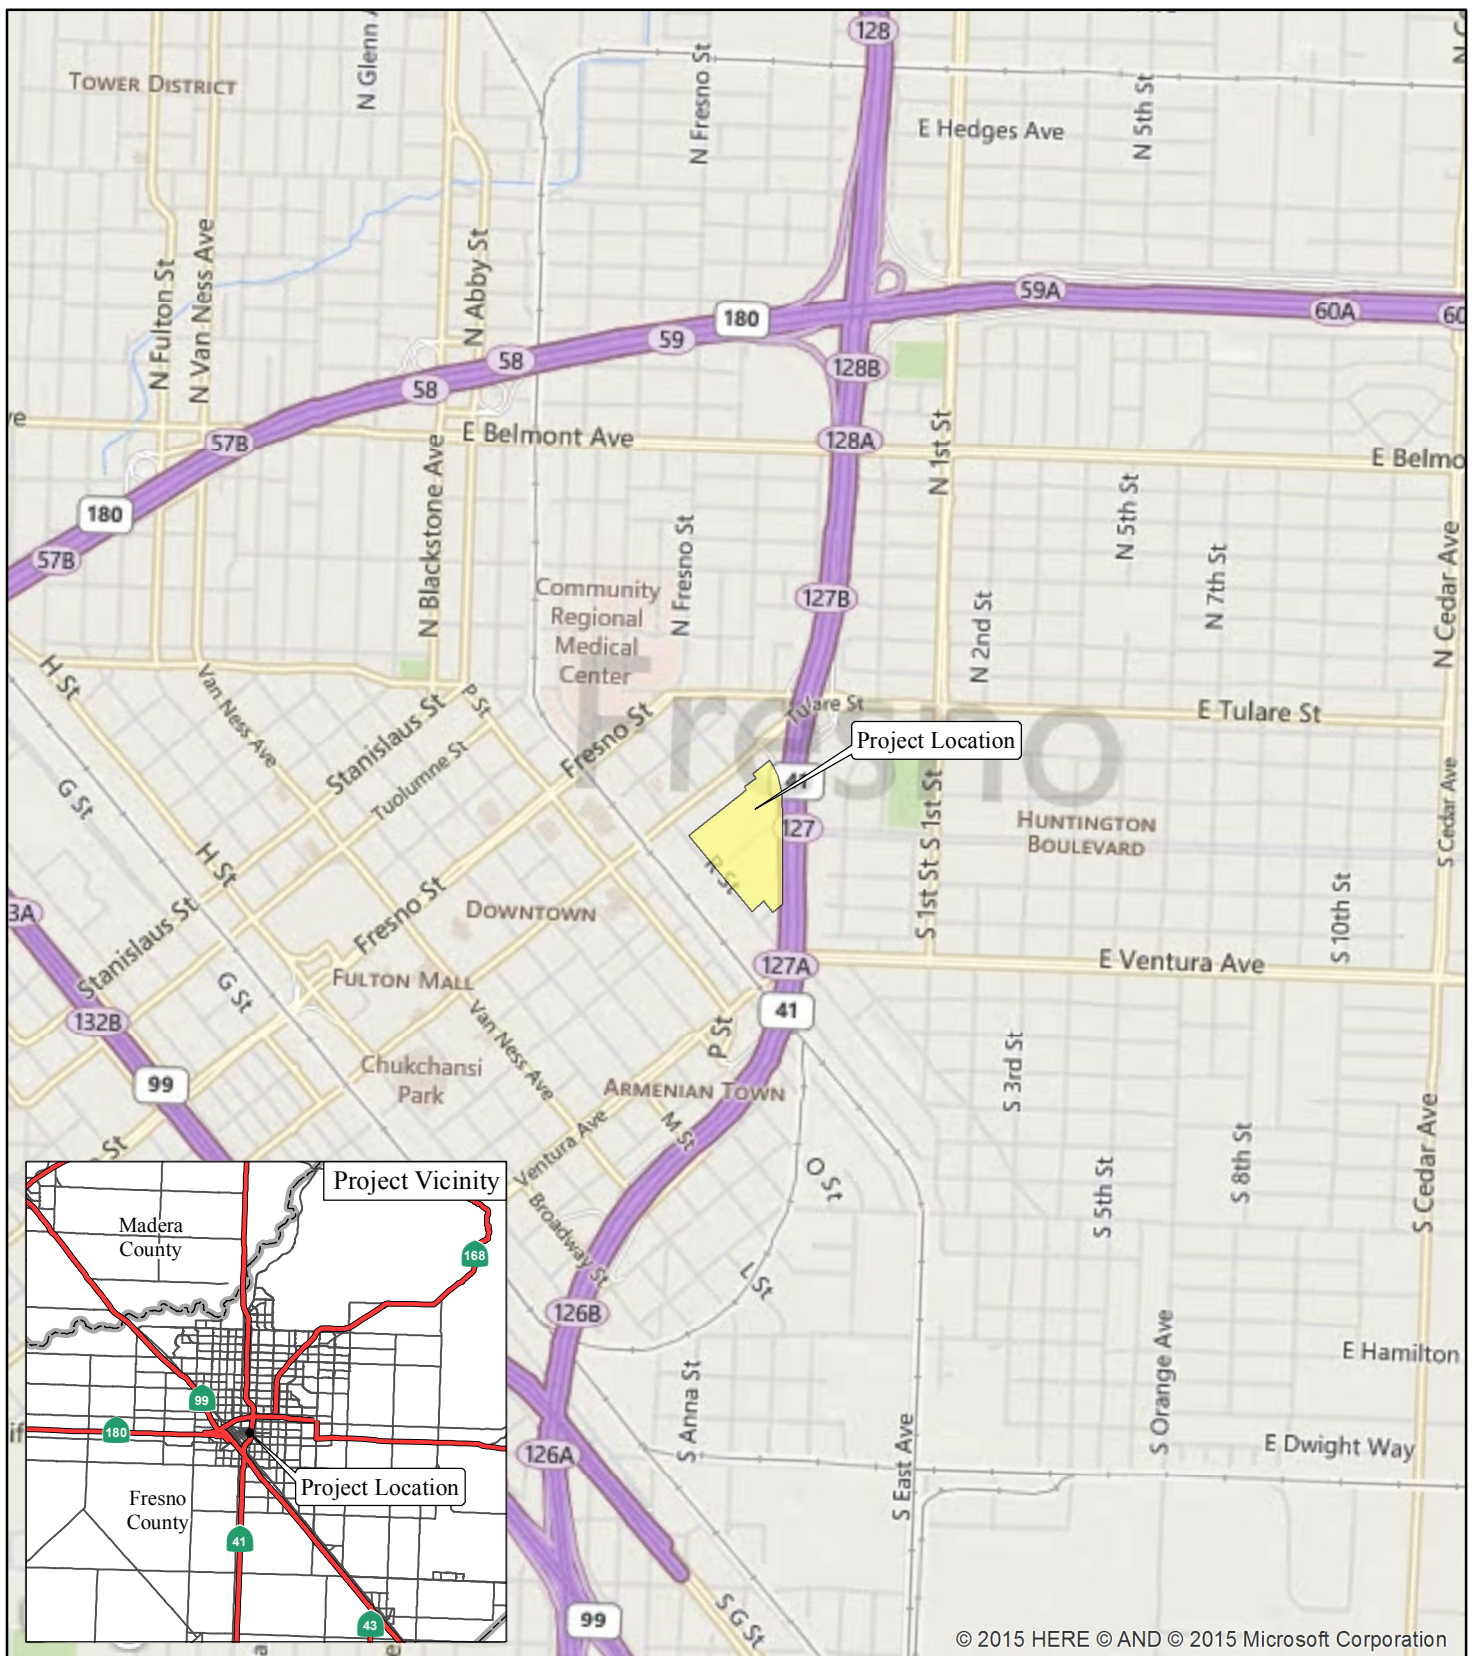 128
TOWER DISTRICT
N Glenn A
N Fresno St
N 5th St
E Hedges Ave
N Fulton St
N Van Ness Ave
N Abby St
59A
60A
60
180
59
58
58
128B
57B
E Belmont Ave
128A
N 1st St
E Belmo
180
57B
N Blackstone Ave
N Fresno St
N 5th St
N 7th St
N Cedar Ave
Community
Regional
Medical
Center
127B
N 2nd St
H St
Van Ness Ave
P St
Stanislaus St
Tuolumne St
Fresno St
Fresno
Tulare St
E Tulare St
Project Location
41
127
R St
G St
H St
S 1st St
S 1st St
HUNTINGTON
BOULEVARD
S Cedar Ave
3A
Stanislaus St
Fresno St
DOWNTOWN
S 10th St
FULTON MALL
G St
127A
E Ventura Ave
132B
41
Van Ness Ave
P St
Chukchansi
Park
99
ARMENIAN TOWN
M St
Ventura Ave
S 3rd St
S 8th St
S Cedar Ave
O St
S 5th St
Broadway St
L St
126B
S Orange Ave
E Hamilton
S Anna St
126A
S East Ave
E Dwight Way
99
S G St
Project Vicinity
Madera
County
168
99
180
Project Location
Fresno
County
41
43
© 2015 HERE © AND © 2015 Microsoft Corporation